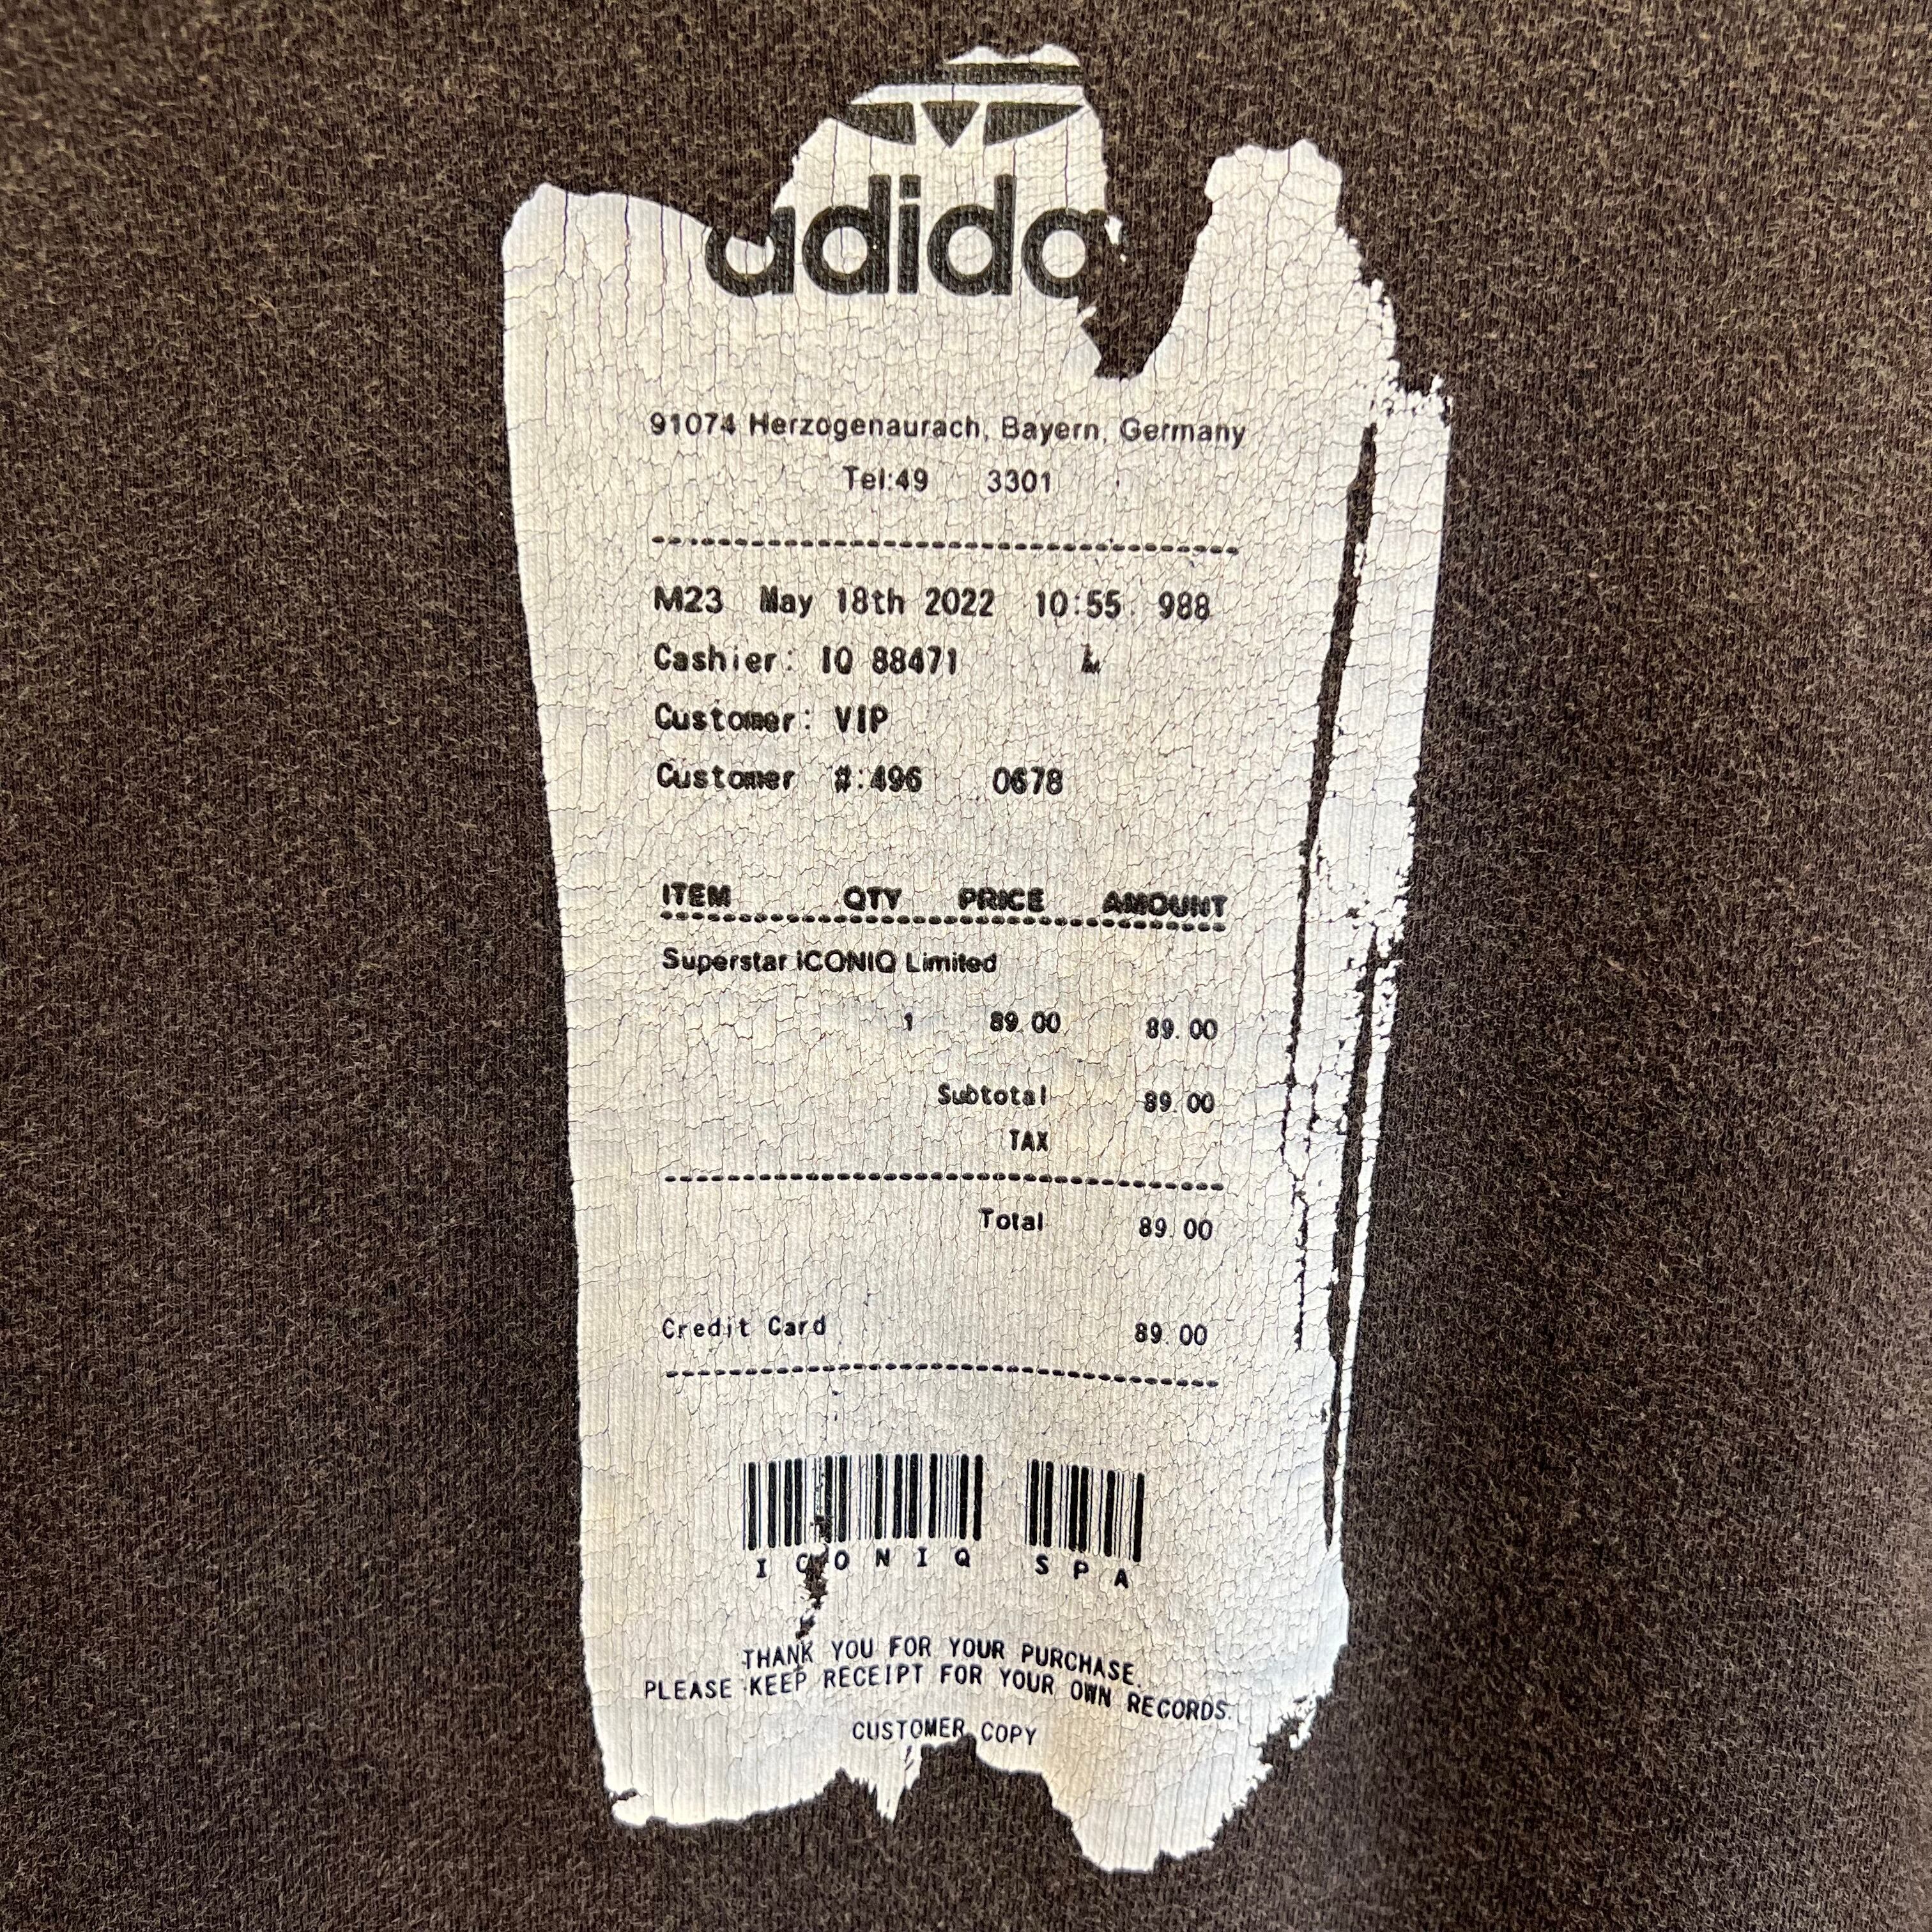 adidas
91074 Herzogenaurach, Bayern, Germany
Tel:49 3301
M23 May 18th 2022 10:55 988
Cashier: IQ 88471
Customer: VIP
Customer #:496 0678
ITEM QTY PRICE AMOUNT
Superstar ICONIQ Limited
1 89.00 89.00
Subtotal 89.00
TAX
Total 89.00
Credit Card 89.00
ICONIQ SPA
THANK YOU FOR YOUR PURCHASE.
PLEASE KEEP RECEIPT FOR YOUR OWN RECORDS.
CUSTOMER COPY